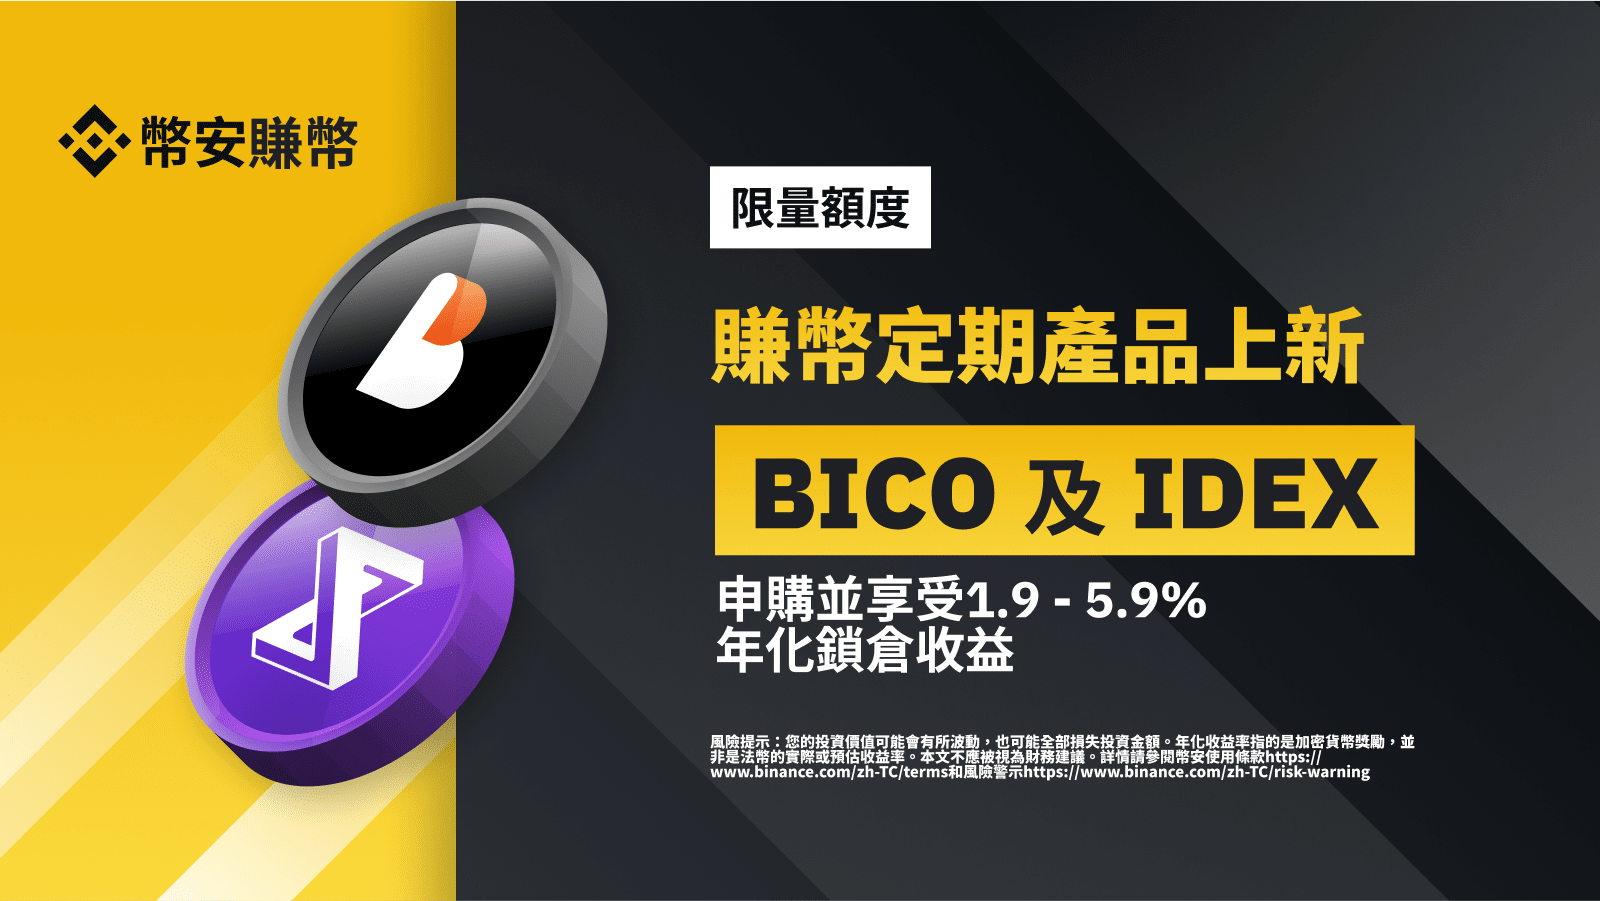 幣安賺幣
限量額度
賺幣定期產品上新
BICO 及 IDEX
申購並享受1.9 - 5.9%
年化鎖倉收益
風險提示：您的投資價值可能會有所波動，也可能全部損失投資金額。年化收益率指的是加密貨幣獎勵，並
非是法幣的實際或預估收益率。本文不應被視為財務建議。詳情請參閱幣安使用條款https://
www.binance.com/zh-TC/terms和風險警示https://www.binance.com/zh-TC/risk-warning